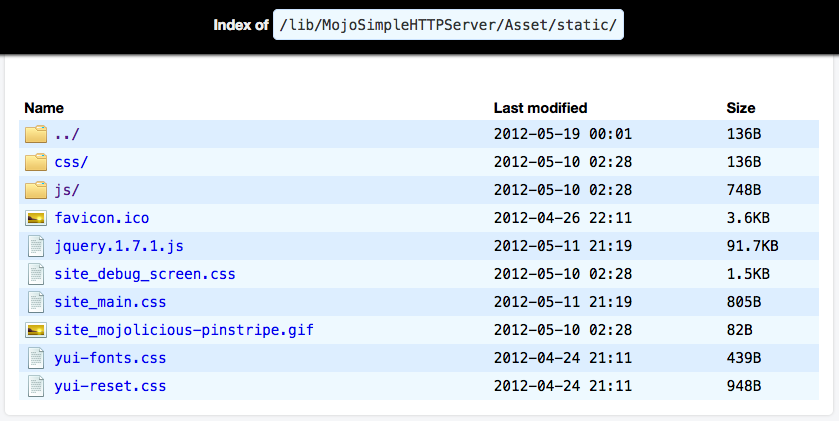 Index of /lib/MojoSimpleHTTPServer/Asset/static/
Name Last modified Size
../ 2012-05-19 00:01 136B
css/ 2012-05-10 02:28 136B
js/ 2012-05-10 02:28 748B
favicon.ico 2012-04-26 22:11 3.6KB
jquery.1.7.1.js 2012-05-11 21:19 91.7KB
site_debug_screen.css 2012-05-10 02:28 1.5KB
site_main.css 2012-05-11 21:19 805B
site_mojolicious-pinstripe.gif 2012-05-10 02:28 82B
yui-fonts.css 2012-04-24 21:11 439B
yui-reset.css 2012-04-24 21:11 948B